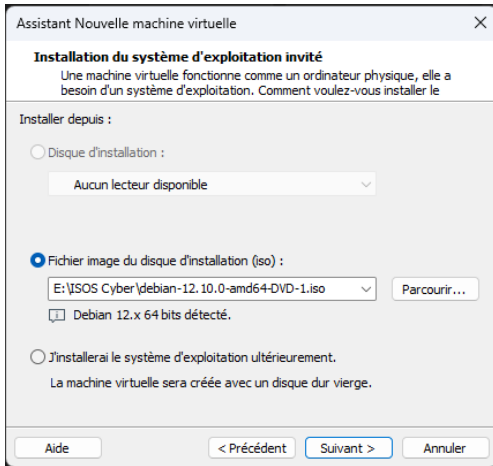 Assistant Nouvelle machine virtuelle
Installation du système d'exploitation invité
Une machine virtuelle fonctionne comme un ordinateur physique, elle a
besoin d'un système d'exploitation. Comment voulez-vous installer le
Installer depuis :
Disque d'installation :
Aucun lecteur disponible
Fichier image du disque d'installation (iso) :
E:\ISOS Cyber\debian-12.10.0-amd64-DVD-1.iso
Parcourir...
Debian 12.x 64 bits détecté.
J'installerai le système d'exploitation ultérieurement.
La machine virtuelle sera créée avec un disque dur vierge.
Aide < Précédent Suivant > Annuler